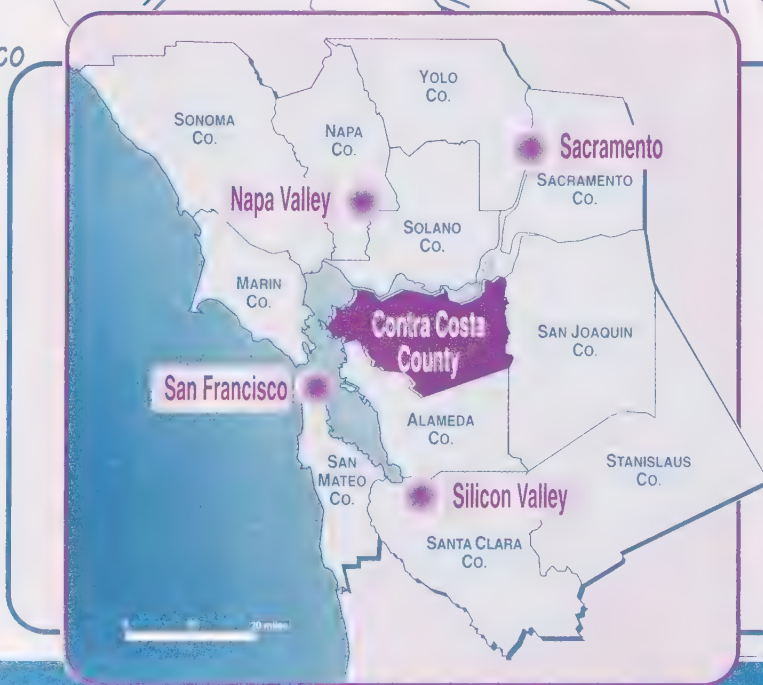 CO
YOLO
CO.
SONOMA
CO.
NAPA
CO.
Sacramento
SACRAMENTO
CO.
Napa Valley
SOLANO
CO.
MARIN
CO.
Contra Costa
County
SAN JOAQUIN
CO.
San Francisco
ALAMEDA
CO.
SAN
MATEO
CO.
STANISLAUS
CO.
Silicon Valley
SANTA CLARA
CO.
20 miles